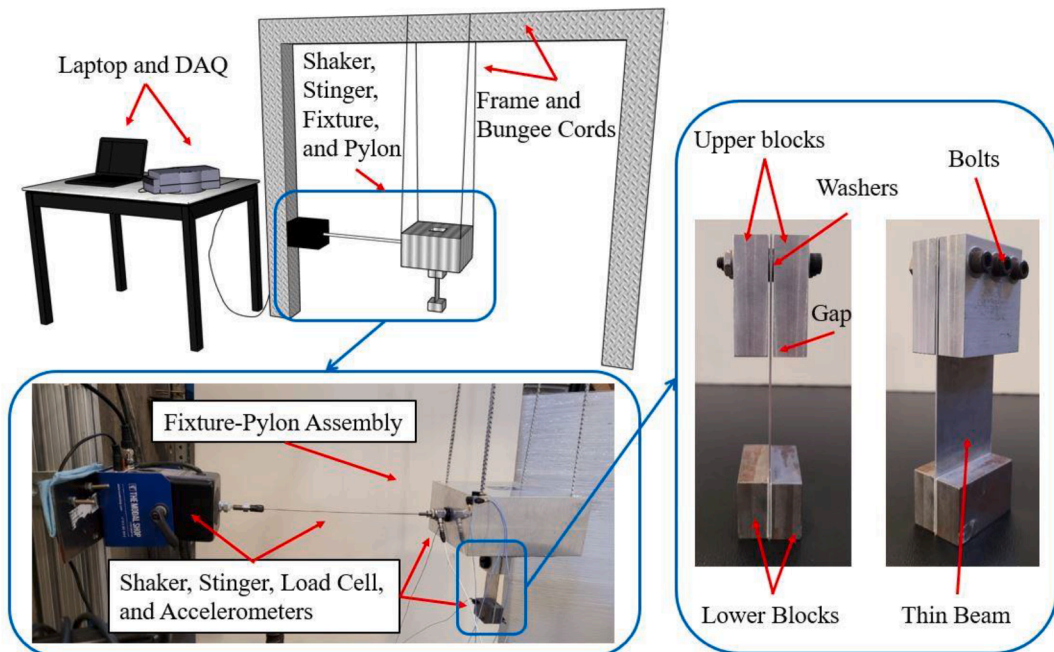 Laptop and DAQ
Shaker,
Stinger,
Fixture,
and Pylon
Frame and
Bungee Cords
Upper blocks
Washers
Bolts
Gap
Lower Blocks
Thin Beam
Fixture-Pylon Assembly
THE MODAL SHOP
Shaker, Stinger, Load Cell,
and Accelerometers